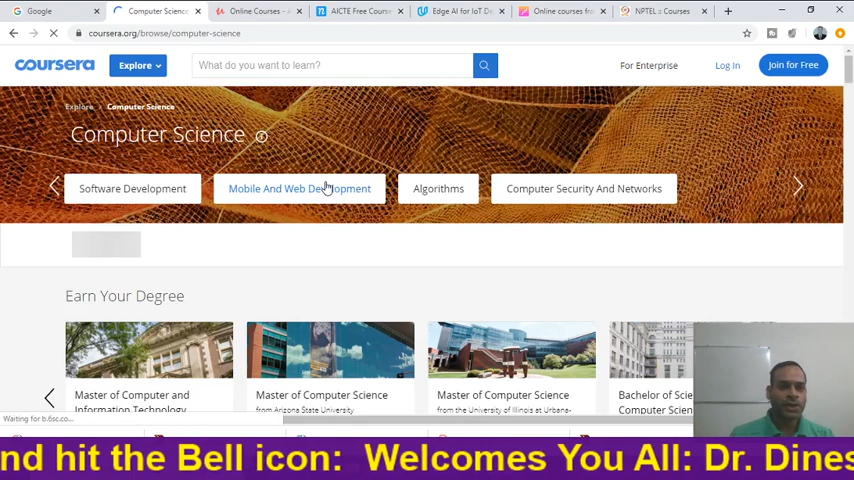 Google
Computer Science
Online Courses - A
AICTE Free Course
Edge AI for IoT De
Online courses fro
NPTEL :: Courses
coursera.org/browse/computer-science
coursera
Explore
What do you want to learn?
For Enterprise
Log In
Join for Free
Explore > Computer Science
Computer Science
Software Development
Mobile And Web Development
Algorithms
Computer Security And Networks
Earn Your Degree
Master of Computer and
Information Technology
Master of Computer Science
from Arizona State University
Master of Computer Science
from the University of Illinois at Urbana-
Bachelor of Scie
Computer Scienc
Waiting for b.6sc.co...
nd hit the Bell icon: Welcomes You All: Dr. Dines